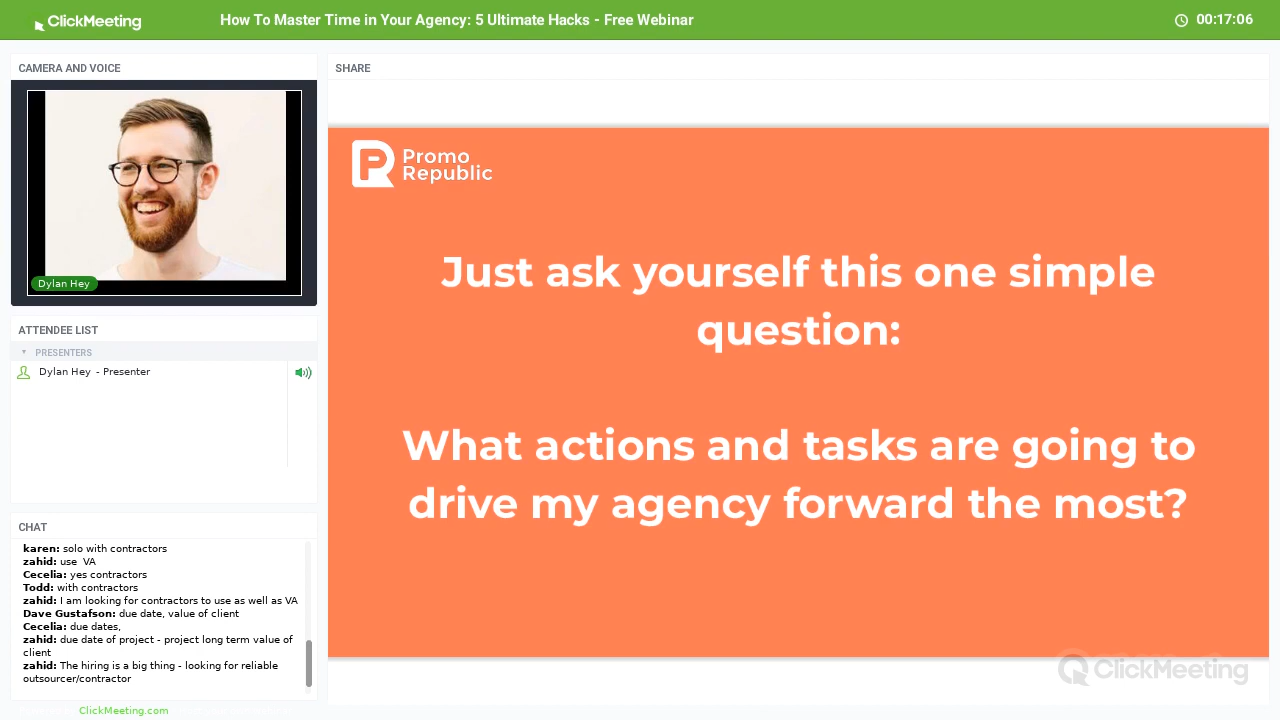 ClickMeeting
How To Master Time in Your Agency: 5 Ultimate Hacks - Free Webinar
00:17:06
CAMERA AND VOICE
Dylan Hey
ATTENDEE LIST
PRESENTERS
Dylan Hey - Presenter
CHAT
karen: solo with contractors
zahid: use VA
Cecelia: yes contractors
Todd: with contractors
zahid: I am looking for contractors to use as well as VA
Dave Gustafson: due date, value of client
Cecelia: due dates,
zahid: due date of project - project long term value of
client
zahid: The hiring is a big thing - looking for reliable
outsourcer/contractor
ClickMeeting.com
SHARE
Promo
Republic
Just ask yourself this one simple
question:
What actions and tasks are going to
drive my agency forward the most?
ClickMeeting